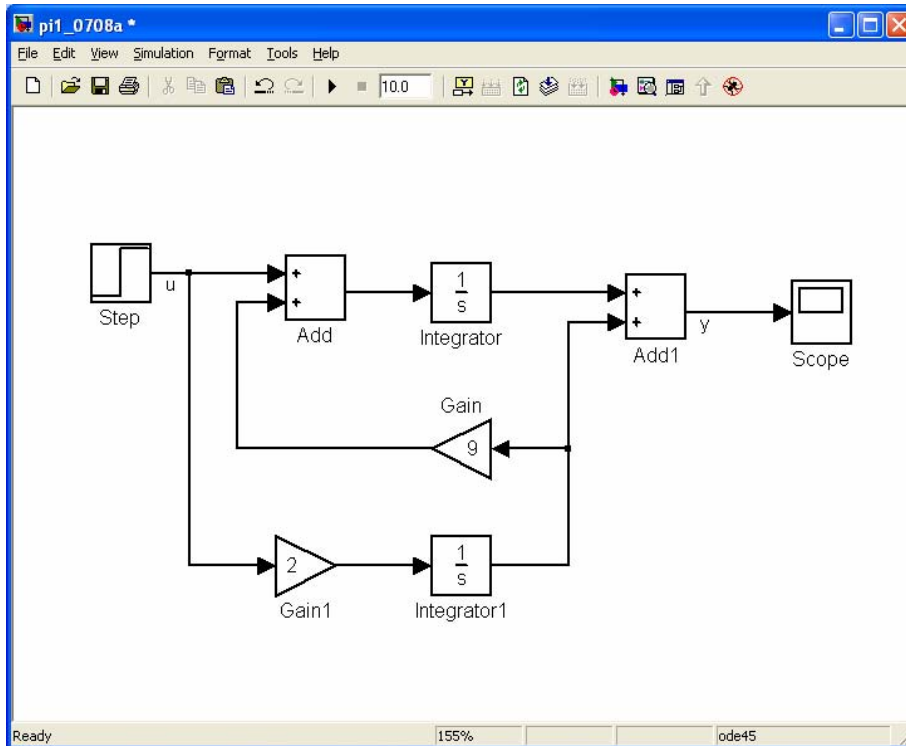 pi1_0708a *
File Edit View Simulation Format Tools Help
10.0
Step
u
+
+
Add
1
s
Integrator
+
+
Add1
y
Scope
Gain
9
2
Gain1
1
s
Integrator1
Ready 155% ode45